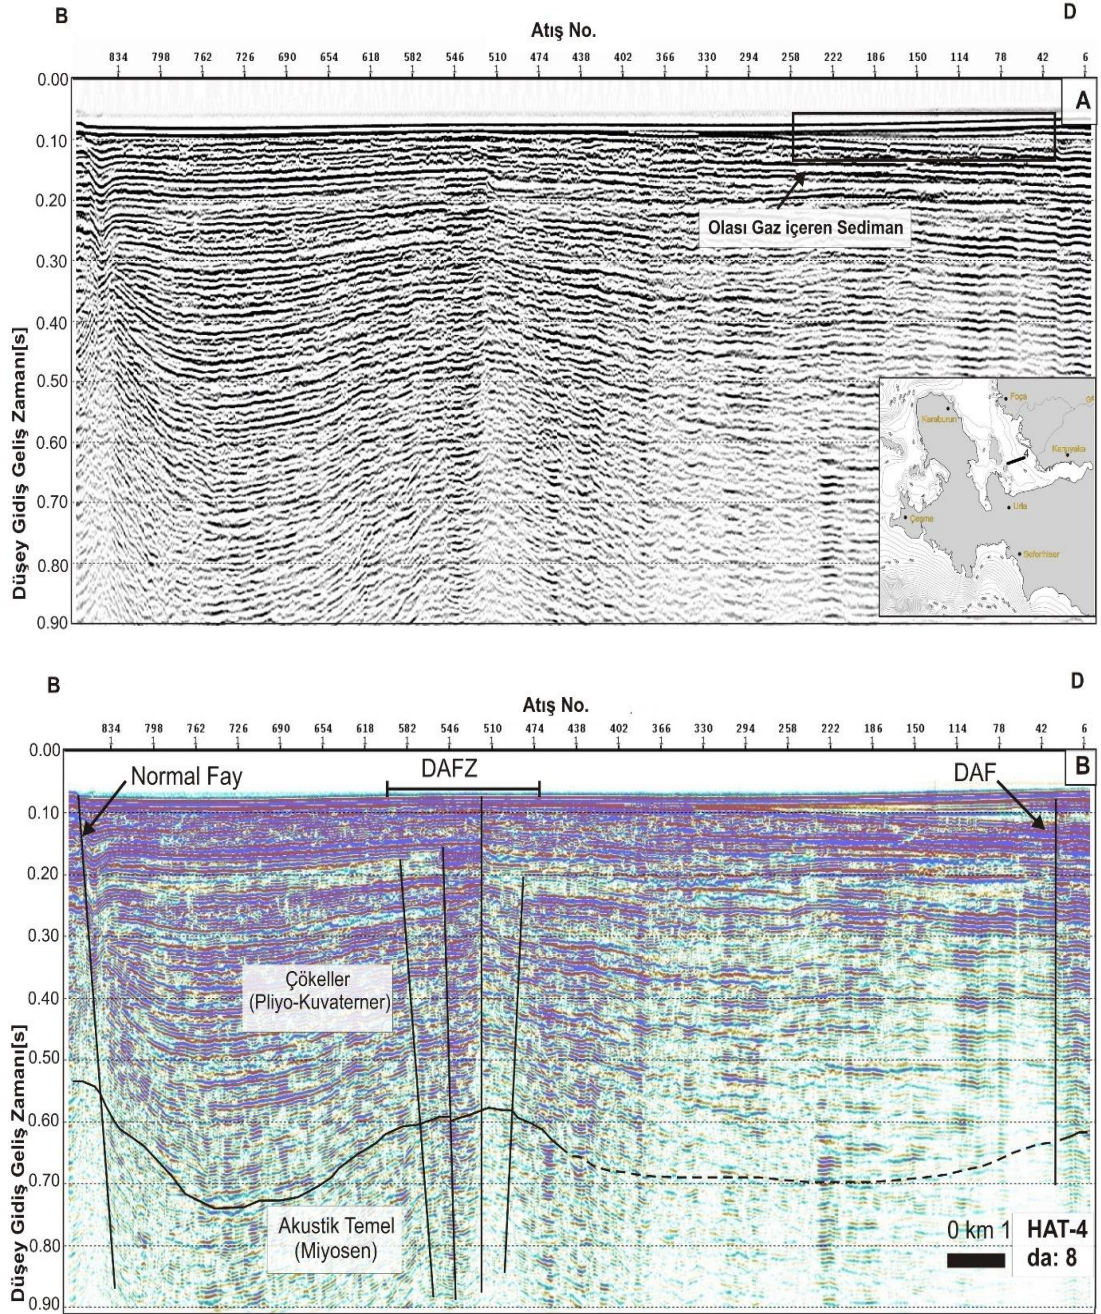 B
D
Atış No.
834 798 762 726 690 654 618 582 546 510 474 438 402 366 330 294 258 222 186 150 114 78 42 6
A
0.00
0.10
0.20
0.30
0.40
0.50
0.60
0.70
0.80
0.90
Düşey Gidiş Geliş Zamanı[s]
Olası Gaz içeren Sediman
Foça
Karaburun
Karşıyaka
4
Urla
Çeşme
Seferihisar
B
D
Atış No.
834 798 762 726 690 654 618 582 546 510 474 438 402 366 330 294 258 222 186 150 114 78 42 6
B
Normal Fay
DAFZ
DAF
0.00
0.10
0.20
0.30
0.40
0.50
0.60
0.70
0.80
0.90
Düşey Gidiş Geliş Zamanı[s]
Çökeller
(Pliyo-Kuvaterner)
Akustik Temel
(Miyosen)
0 km 1
HAT-4
da: 8